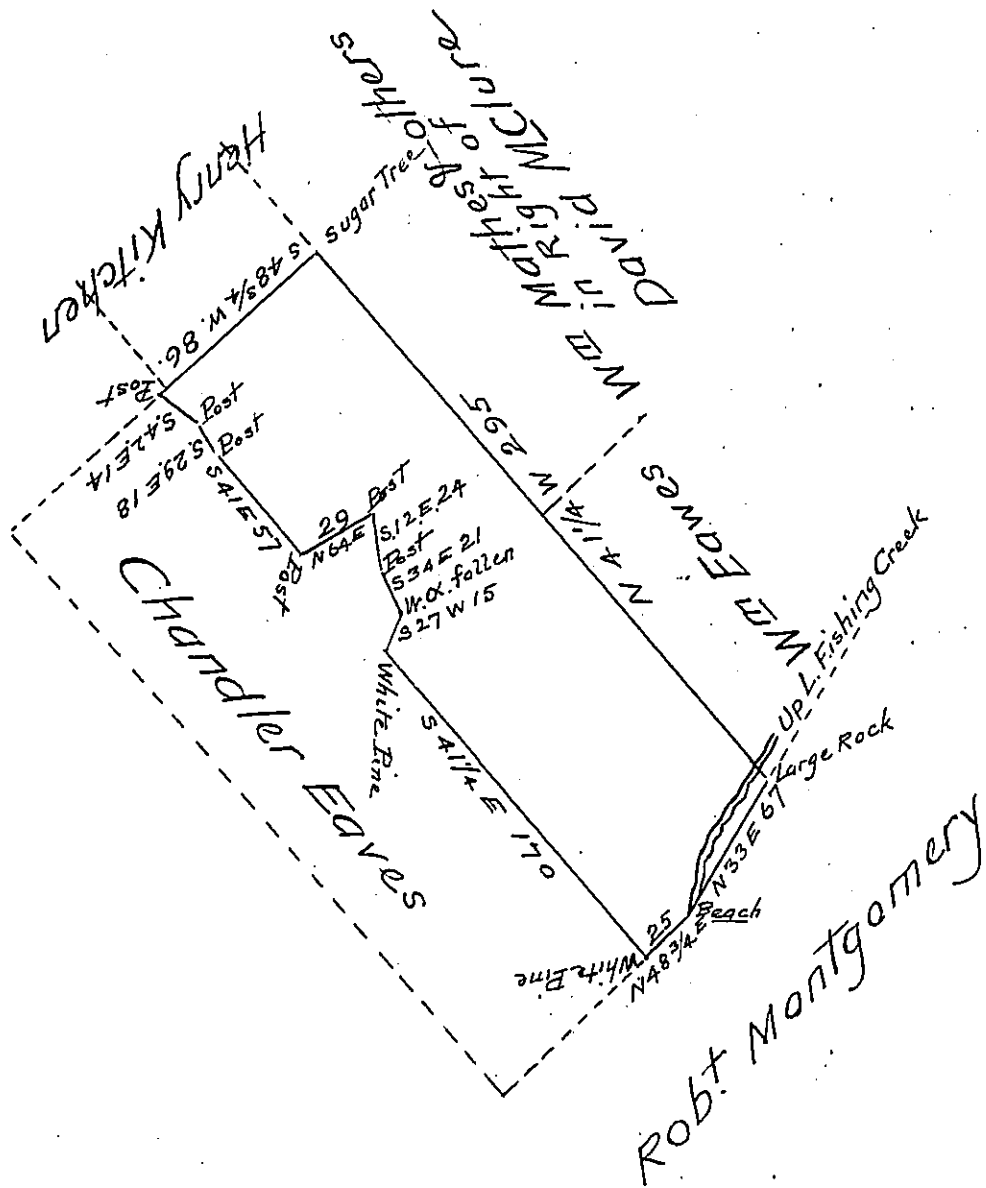 Wm Mathes & others
in Right of
David McClure
Henry Kitchen
Sugar Tree
S 48 3/4 W. 86.
Post
S. 42. E 14
Post
S. 29. E 18
Post
S 41 E 57
Post
29
N 64 E
Post
S. 12 E. 24
Post
S 34 E 21
W. o. fallen
S 27 W 15
White Pine
S 41 1/4 E 170
N 41 1/4 W 295
Wm Eawes
Up L. Fishing Creek
Large Rock
N 33 E 67
Beach
25
N 48 3/4 E
White Pine
Chandler Eaves
Robt. Montgomery